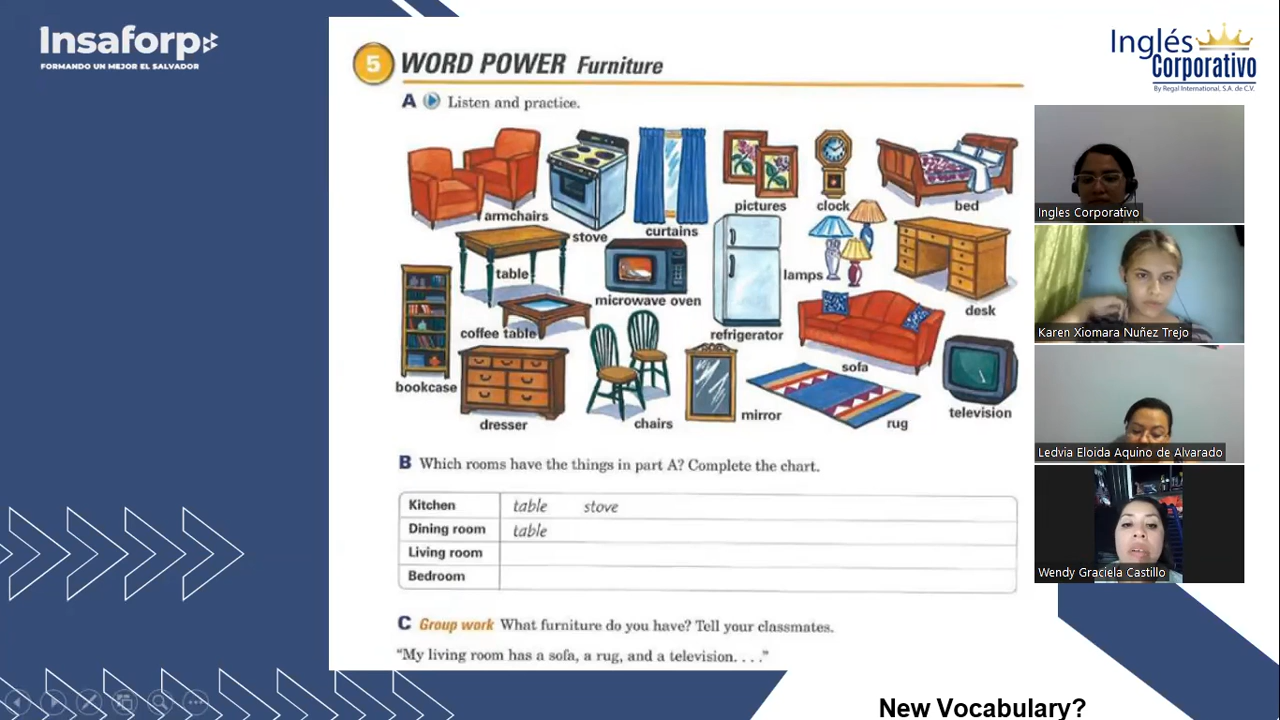 Insaforp
FORMANDO UN MEJOR EL SALVADOR
5 WORD POWER Furniture
A Listen and practice.
armchairs
stove
curtains
pictures
clock
bed
table
microwave oven
lamps
desk
coffee table
refrigerator
sofa
bookcase
dresser
chairs
mirror
rug
television
B Which rooms have the things in part A? Complete the chart.
Kitchen table stove
Dining room table
Living room
Bedroom
C Group work What furniture do you have? Tell your classmates.
“My living room has a sofa, a rug, and a television. . . .”
Inglés
Corporativo
By Regal International, S.A. de C.V.
Ingles Corporativo
Karen Xiomara Nuñez Trejo
Ledvia Eloida Aquino de Alvarado
Wendy Graciela Castillo
New Vocabulary?